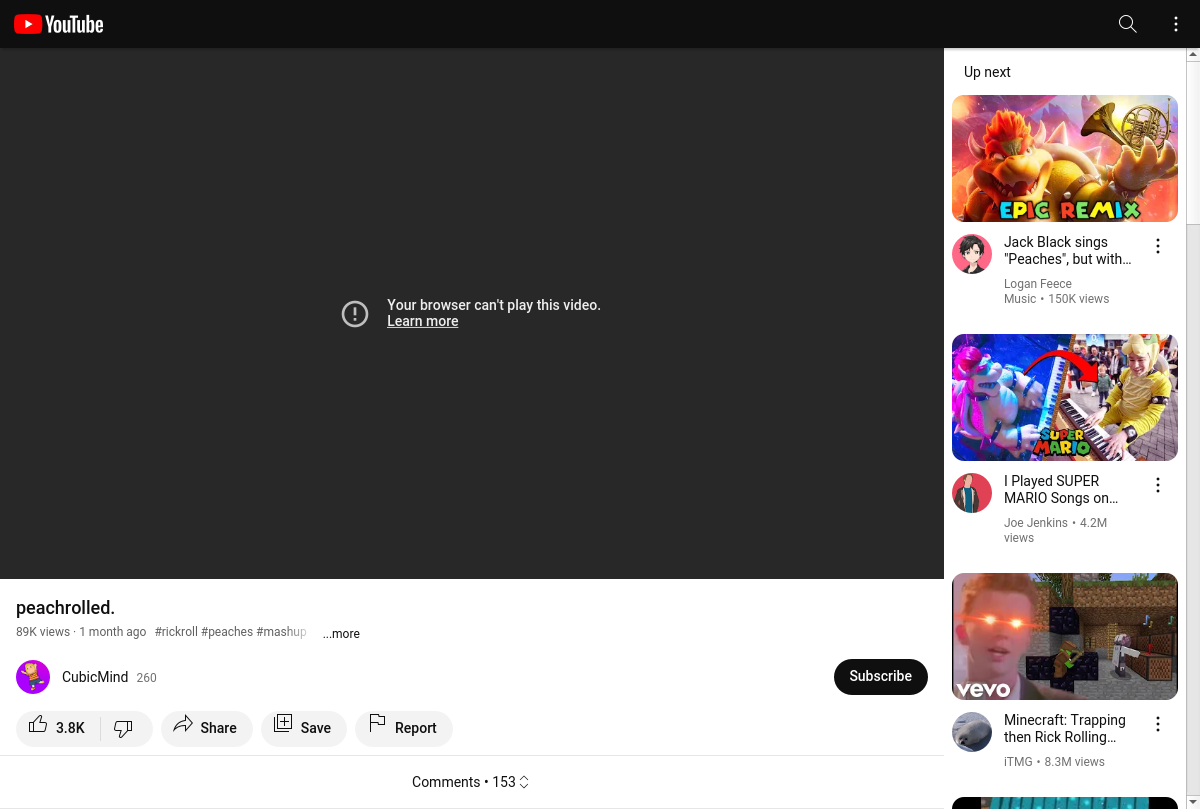 YouTube
Your browser can't play this video.
Learn more
peachrolled.
89K views · 1 month ago #rickroll #peaches #mashup ...more
CubicMind 260
Subscribe
3.8K
Share
Save
Report
Comments • 153
Up next
EPIC REMIX
Jack Black sings
"Peaches", but with...
Logan Feece
Music • 150K views
SUPER
MARIO
I Played SUPER
MARIO Songs on...
Joe Jenkins • 4.2M
views
vevo
Minecraft: Trapping
then Rick Rolling...
iTMG • 8.3M views